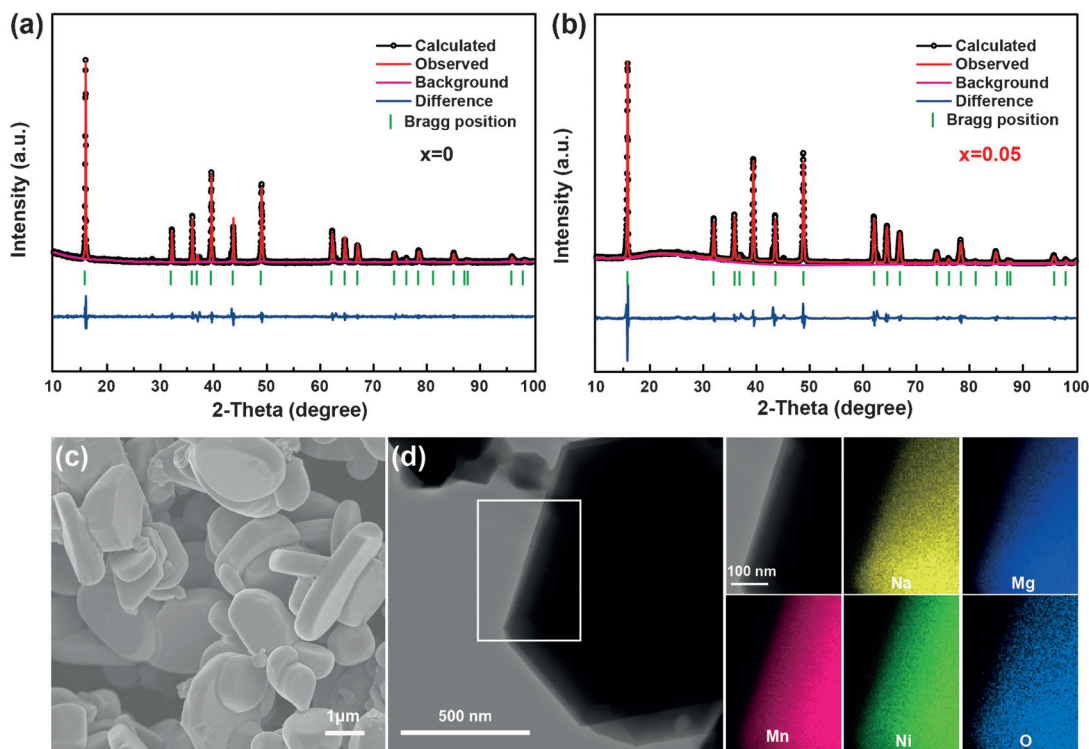 (a)
Calculated
Observed
Background
Difference
Bragg position
x=0
Intensity (a.u.)
10 20 30 40 50 60 70 80 90 100
2-Theta (degree)
(b)
Calculated
Observed
Background
Difference
Bragg position
x=0.05
Intensity (a.u.)
10 20 30 40 50 60 70 80 90 100
2-Theta (degree)
(c)
1μm
(d)
500 nm
100 nm
Na
Mg
Mn
Ni
O